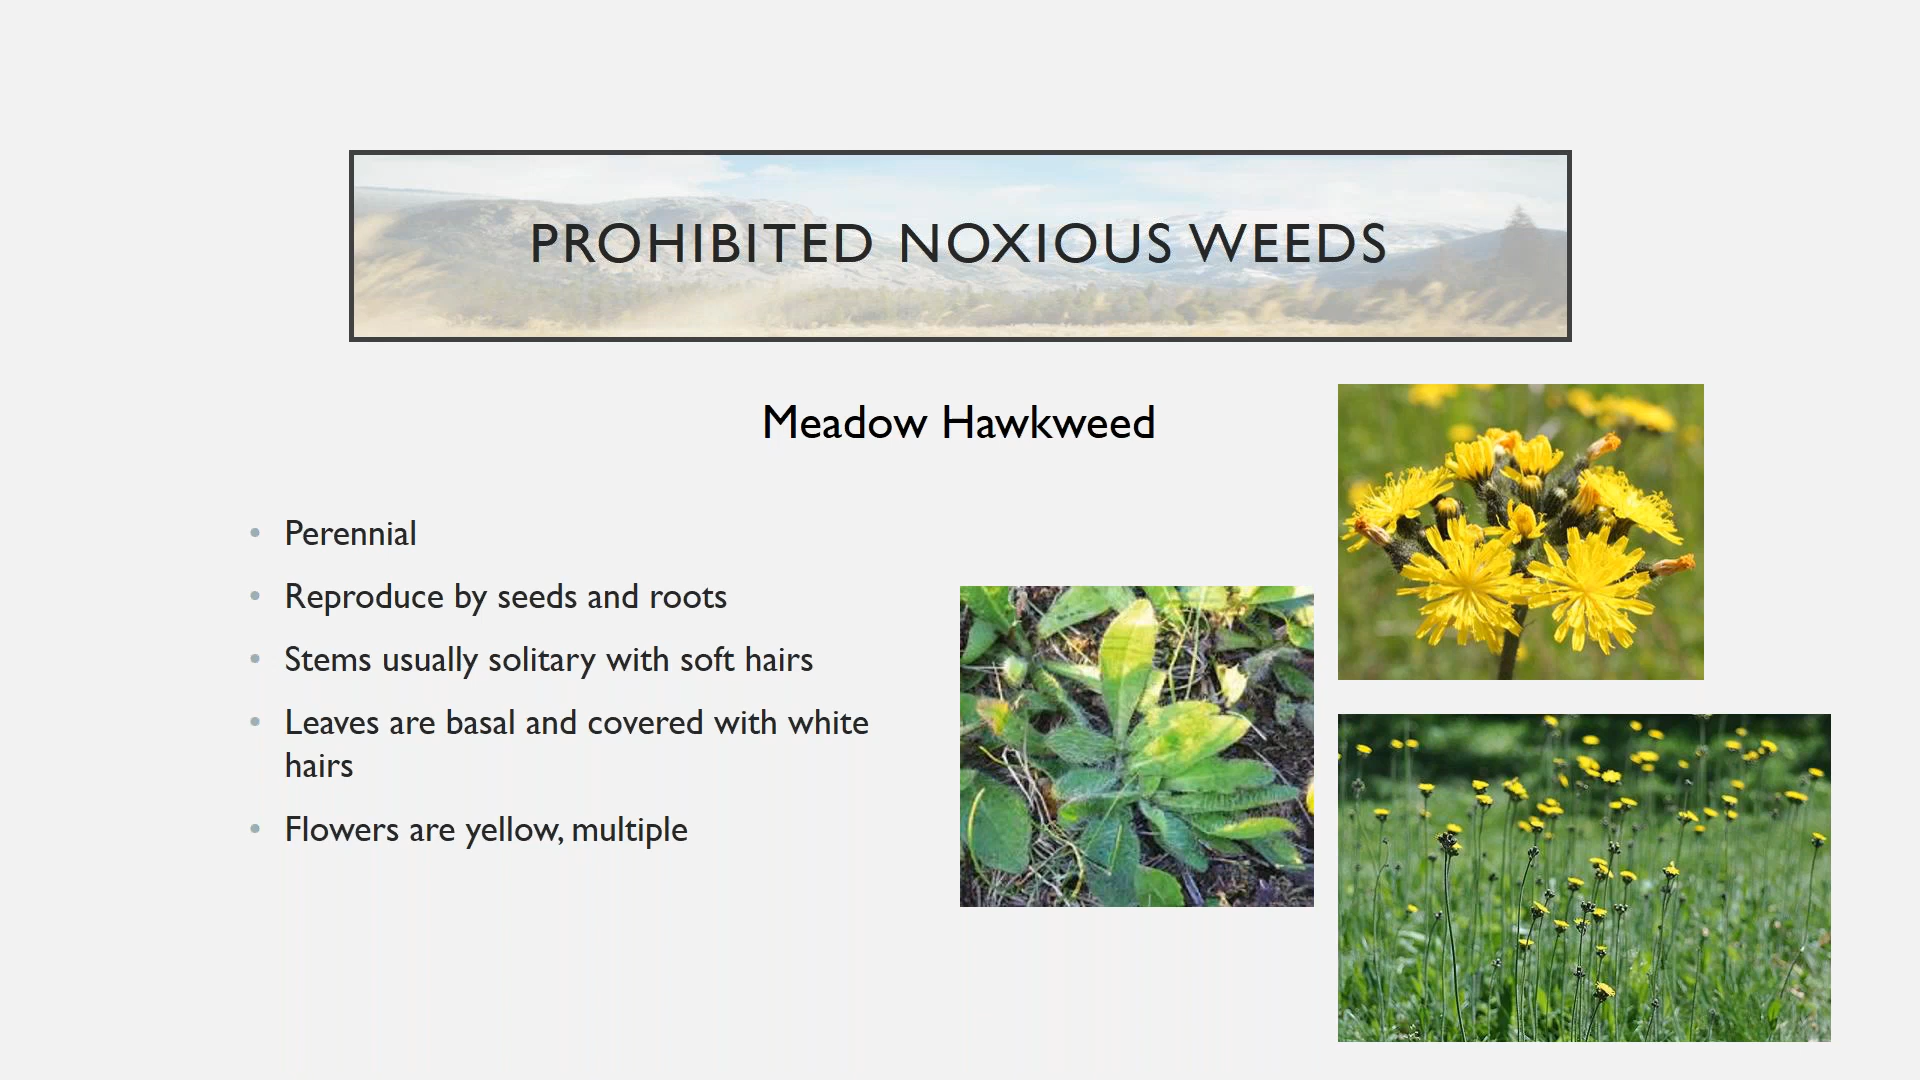 PROHIBITED NOXIOUS WEEDS
Meadow Hawkweed
• Perennial
• Reproduce by seeds and roots
• Stems usually solitary with soft hairs
• Leaves are basal and covered with white
hairs
• Flowers are yellow, multiple